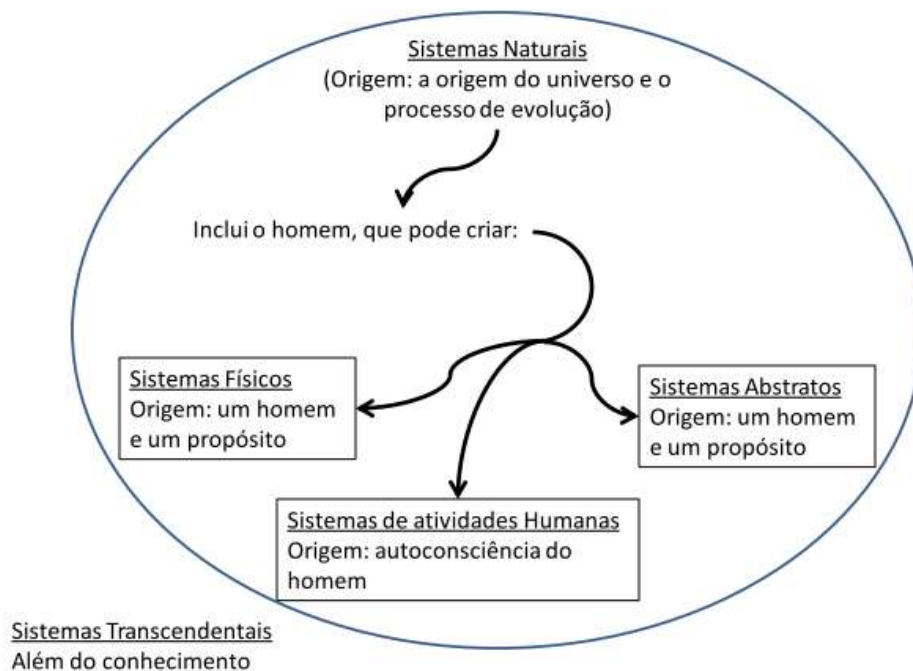 Sistemas Naturais
(Origem: a origem do universo e o
processo de evolução)
Inclui o homem, que pode criar:
Sistemas Físicos
Origem: um homem
e um propósito
Sistemas Abstratos
Origem: um homem
e um propósito
Sistemas de atividades Humanas
Origem: autoconsciência do
homem
Sistemas Transcendentais
Além do conhecimento